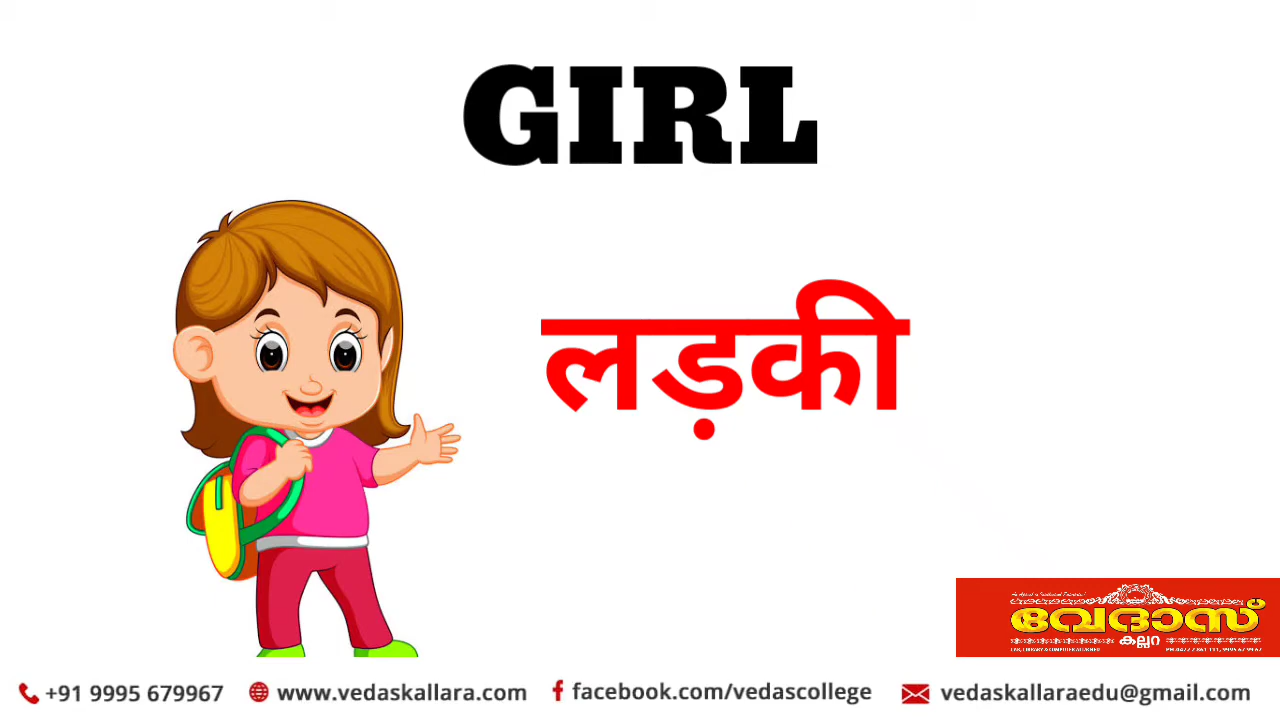 GIRL
लड़की
വേദാസ്
കല്ലറ
+91 9995 679967
www.vedaskallara.com
facebook.com/vedascollege
vedaskallaraedu@gmail.com